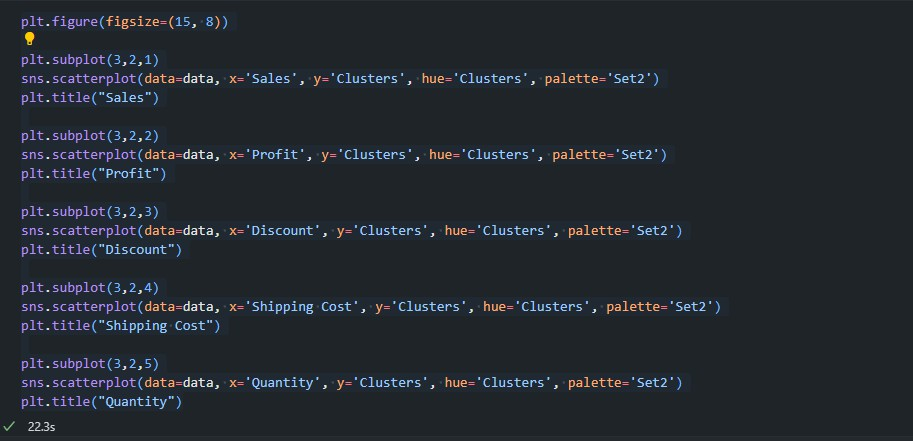 plt.figure(figsize=(15, 8))
plt.subplot(3,2,1)
sns.scatterplot(data=data, x='Sales', y='Clusters', hue='Clusters', palette='Set2')
plt.title("Sales")
plt.subplot(3,2,2)
sns.scatterplot(data=data, x='Profit', y='Clusters', hue='Clusters', palette='Set2')
plt.title("Profit")
plt.subplot(3,2,3)
sns.scatterplot(data=data, x='Discount', y='Clusters', hue='Clusters', palette='Set2')
plt.title("Discount")
plt.subplot(3,2,4)
sns.scatterplot(data=data, x='Shipping Cost', y='Clusters', hue='Clusters', palette='Set2')
plt.title("Shipping Cost")
plt.subplot(3,2,5)
sns.scatterplot(data=data, x='Quantity', y='Clusters', hue='Clusters', palette='Set2')
plt.title("Quantity")
22.3s